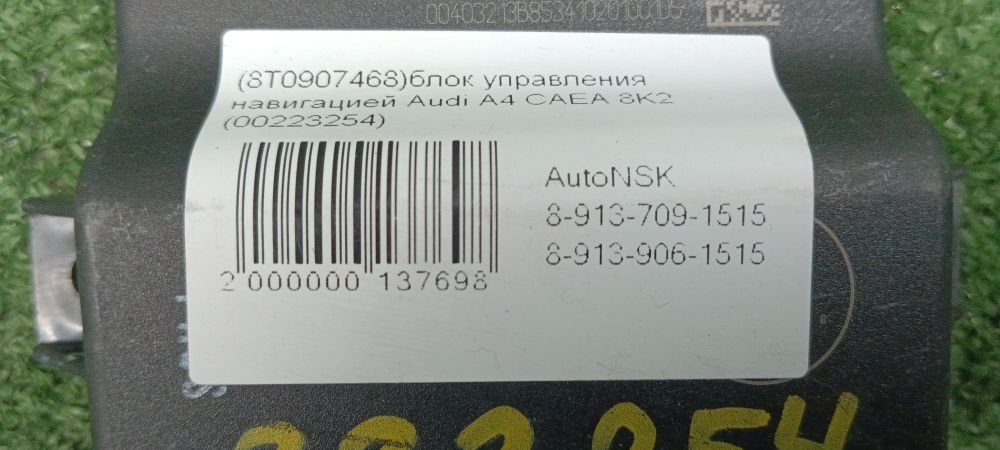 00403213B85341020100105
(8T0907468)блок управления
навигацией Audi A4 CAEA 8K2
(00223254)
AutoNSK
8-913-709-1515
8-913-906-1515
2 000000 137698